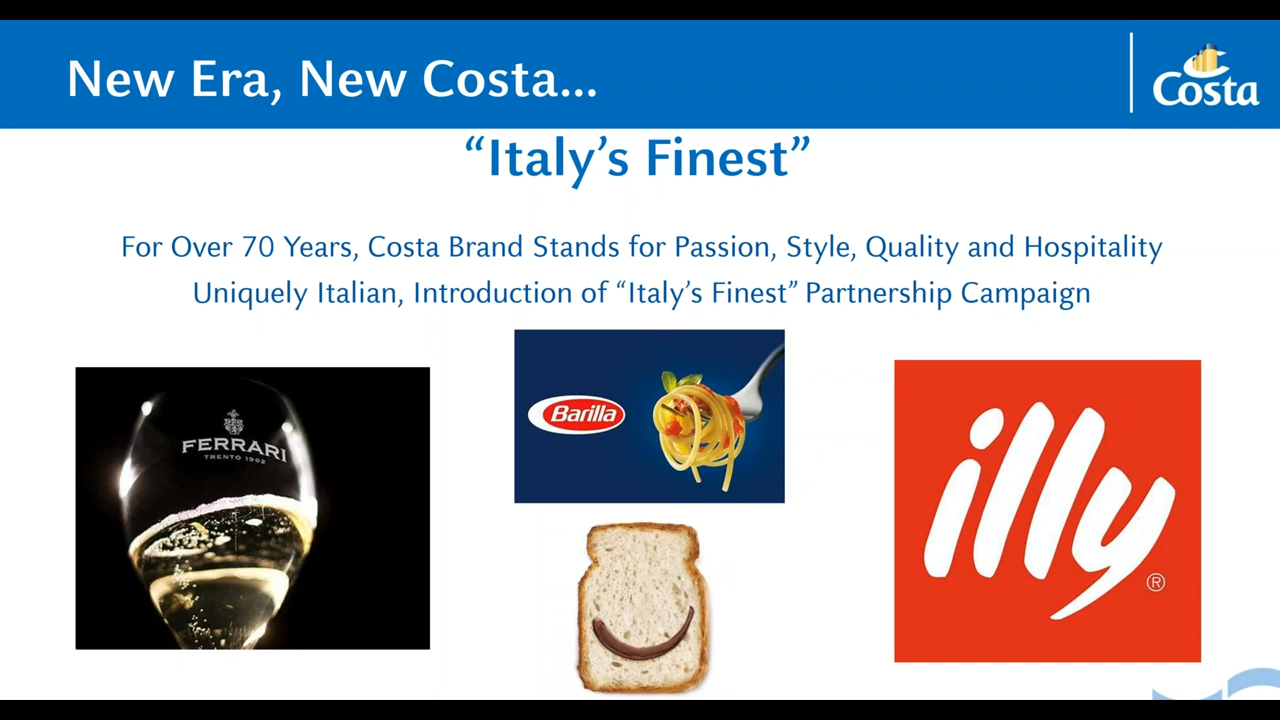 New Era, New Costa...
Costa
“Italy’s Finest”
For Over 70 Years, Costa Brand Stands for Passion, Style, Quality and Hospitality
Uniquely Italian, Introduction of “Italy’s Finest” Partnership Campaign
FERRARI
TRENTO 1902
Barilla
illy®